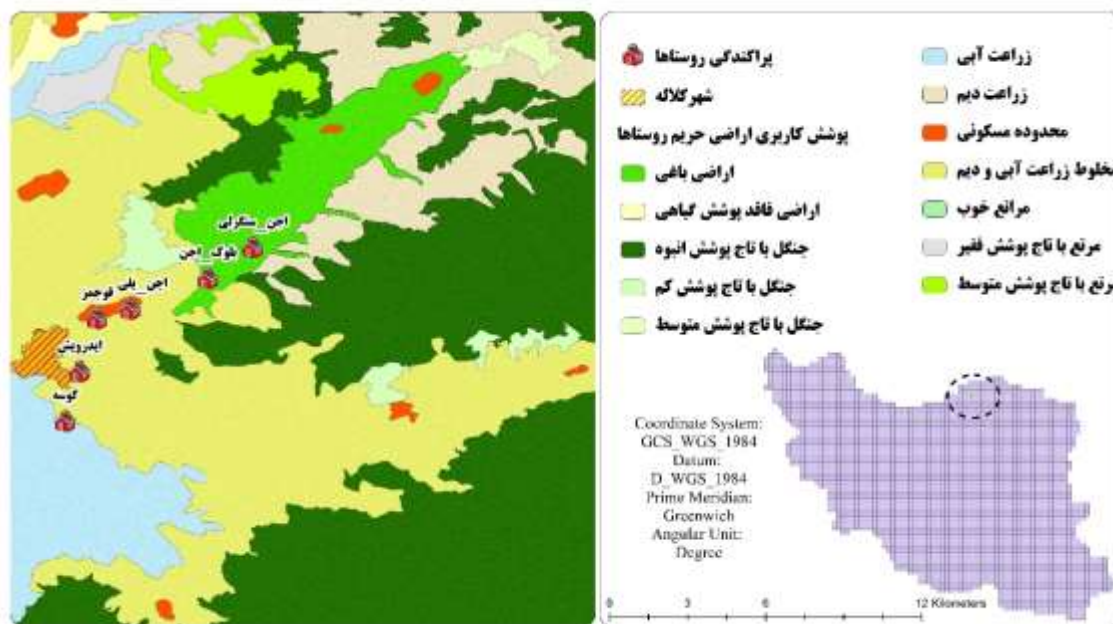 اجن_سنگرلی
بلوک_اجن
اجن_یلی
قوجمز
ایدرویش
گوسه
پراکندگی روستاها
شهرکلاله
پوشش کاربری اراضی حریم روستاها
اراضی باغی
اراضی فاقد پوشش گیاهی
جنگل با تاج پوشش انبوه
جنگل با تاج پوشش کم
جنگل با تاج پوشش متوسط
زراعت آبی
زراعت دیم
محدوده مسکونی
مخلوط زراعت آبی و دیم
مراتع خوب
مرتع با تاج پوشش فقیر
مرتع با تاج پوشش متوسط
Coordinate System:
GCS_WGS_1984
Datum:
D_WGS_1984
Prime Meridian:
Greenwich
Angular Unit:
Degree
0 3 6 12 Kilometers